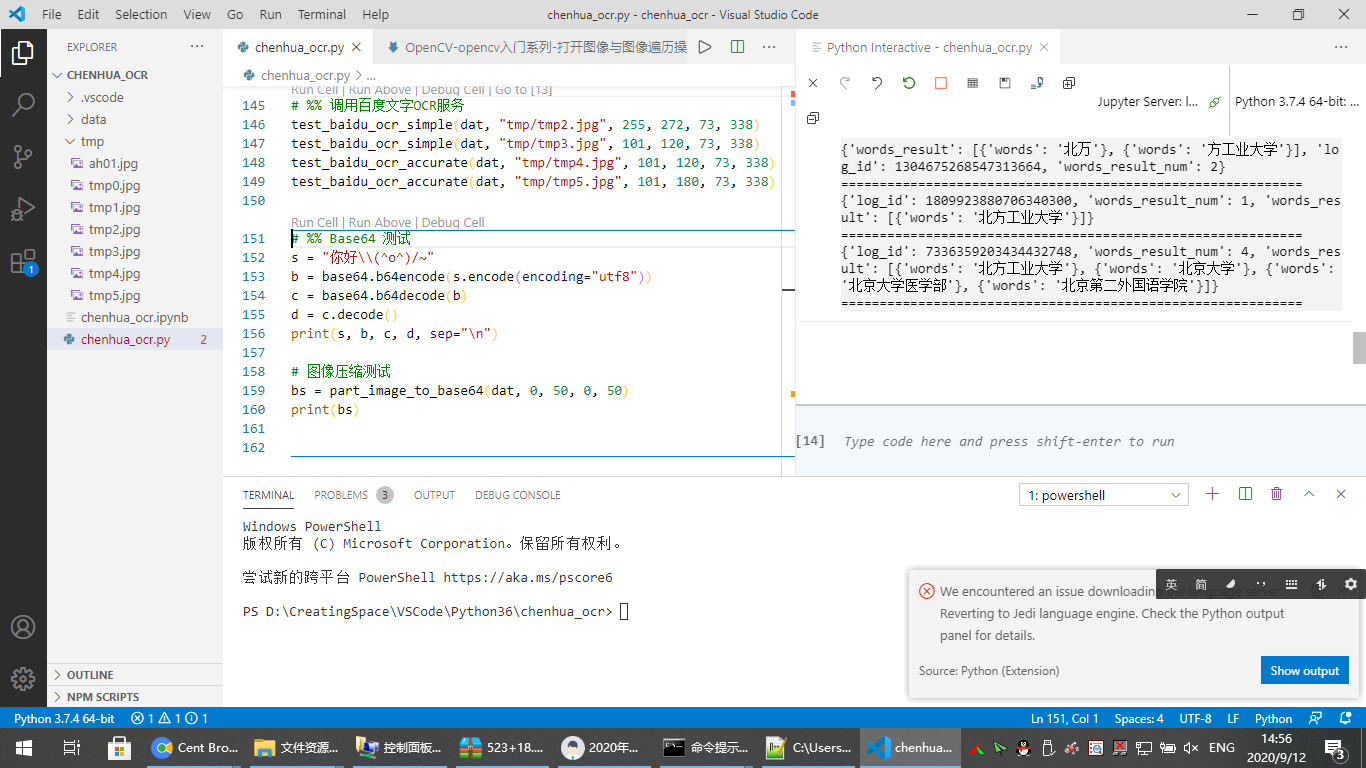 File Edit Selection View Go Run Terminal Help chenhua_ocr.py - chenhua_ocr - Visual Studio Code
EXPLORER
CHENHUA_OCR
.vscode
data
tmp
ah01.jpg
tmp0.jpg
tmp1.jpg
tmp2.jpg
tmp3.jpg
tmp4.jpg
tmp5.jpg
chenhua_ocr.ipynb
chenhua_ocr.py 2
OUTLINE
NPM SCRIPTS
1
chenhua_ocr.py OpenCV-opencv入门系列-打开图像与图像遍历操
chenhua_ocr.py > ...
Run Cell | Run Above | Debug Cell | Go to [13]
145 # %% 调用百度文字OCR服务
146 test_baidu_ocr_simple(dat, "tmp/tmp2.jpg", 255, 272, 73, 338)
147 test_baidu_ocr_simple(dat, "tmp/tmp3.jpg", 101, 120, 73, 338)
148 test_baidu_ocr_accurate(dat, "tmp/tmp4.jpg", 101, 120, 73, 338)
149 test_baidu_ocr_accurate(dat, "tmp/tmp5.jpg", 101, 180, 73, 338)
150
Run Cell | Run Above | Debug Cell
151 # %% Base64 测试
152 s = "你好\\(^o^)/~"
153 b = base64.b64encode(s.encode(encoding="utf8"))
154 c = base64.b64decode(b)
155 d = c.decode()
156 print(s, b, c, d, sep="\n")
157
158 # 图像压缩测试
159 bs = part_image_to_base64(dat, 0, 50, 0, 50)
160 print(bs)
161
162
Python Interactive - chenhua_ocr.py
Jupyter Server: l... Python 3.7.4 64-bit: ...
{'words_result': [{'words': '北万'}, {'words': '方工业大学'}], 'lo
g_id': 1304675268547313664, 'words_result_num': 2}
============================================================
{'log_id': 1809923880706340300, 'words_result_num': 1, 'words_res
ult': [{'words': '北方工业大学'}]}
============================================================
{'log_id': 7336359203434432748, 'words_result_num': 4, 'words_res
ult': [{'words': '北方工业大学'}, {'words': '北京大学'}, {'words':
'北京大学医学部'}, {'words': '北京第二外国语学院'}]}
============================================================
[14] Type code here and press shift-enter to run
TERMINAL PROBLEMS 3 OUTPUT DEBUG CONSOLE 1: powershell
Windows PowerShell
版权所有 (C) Microsoft Corporation。保留所有权利。
尝试新的跨平台 PowerShell https://aka.ms/pscore6
PS D:\CreatingSpace\VSCode\Python36\chenhua_ocr>
英 简
We encountered an issue downloading the language server.
Reverting to Jedi language engine. Check the Python output
panel for details.
Source: Python (Extension) Show output
Python 3.7.4 64-bit 1 1 1 Ln 151, Col 1 Spaces: 4 UTF-8 LF Python
Cent Bro... 文件资源... 控制面板... 523+18.... 2020年... 命令提示... C:\Users... chenhua... ENG 14:56
2020/9/12 3